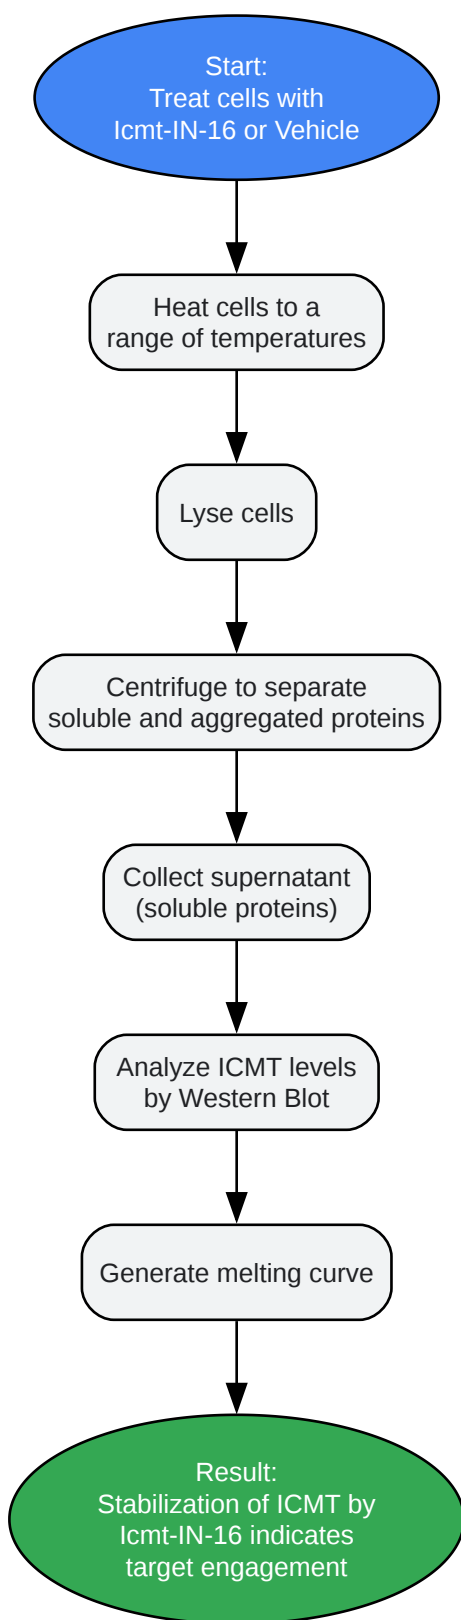 Start:
Treat cells with
Icmt-IN-16 or Vehicle
Heat cells to a
range of temperatures
Lyse cells
Centrifuge to separate
soluble and aggregated proteins
Collect supernatant
(soluble proteins)
Analyze ICMT levels
by Western Blot
Generate melting curve
Result:
Stabilization of ICMT by
Icmt-IN-16 indicates
target engagement